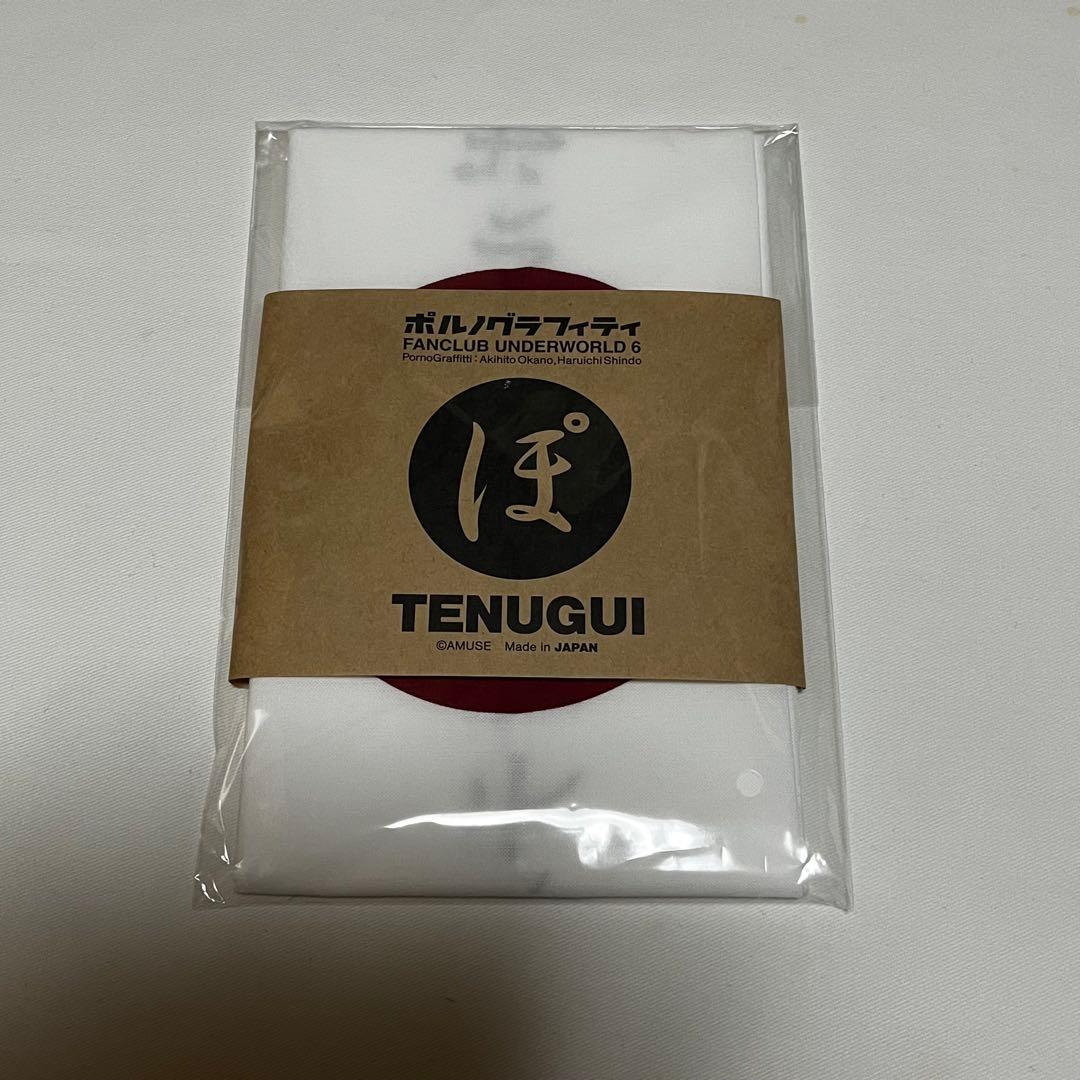 ポルノグラフィティ
FANCLUB UNDERWORLD 6
PornoGraffitti : Akihito Okano, Haruichi Shindo
ぽ
TENUGUI
©AMUSE Made in JAPAN